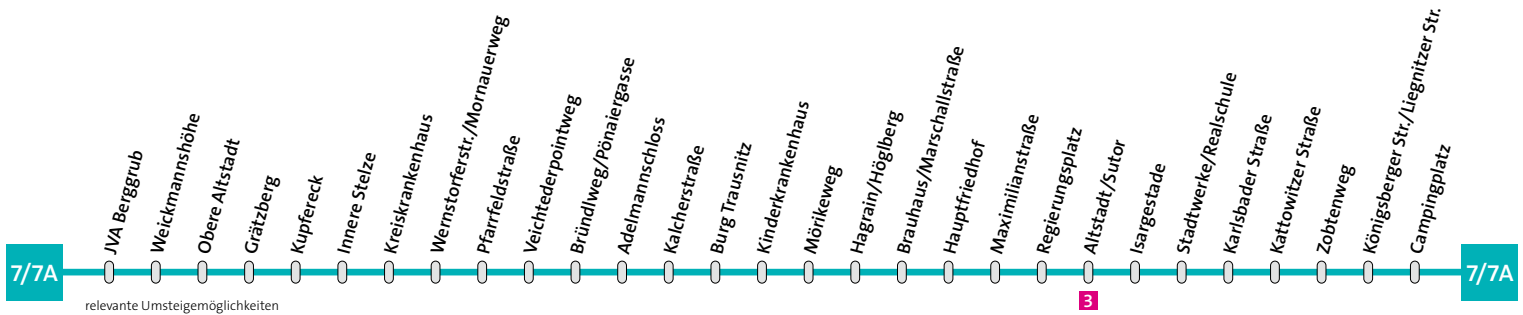 7/7A
JVA Berggrub
Weickmannshöhe
Obere Altstadt
Grätzberg
Kupfereck
Innere Stelze
Kreiskrankenhaus
Wernstorferstr./Mornauerweg
Pfarrfeldstraße
Veichtederpointweg
Bründlweg/Pönaiergasse
Adelmannschloss
Kalcherstraße
Burg Trausnitz
Kinderkrankenhaus
Mörikeweg
Hagrain/Höglberg
Brauhaus/Marschallstraße
Hauptfriedhof
Maximilianstraße
Regierungsplatz
Altstadt/Sutor
Isargestade
Stadtwerke/Realschule
Karlsbader Straße
Kattowitzer Straße
Zobtenweg
Königsberger Str./Liegnitzer Str.
Campingplatz
7/7A
relevante Umsteigemöglichkeiten
3